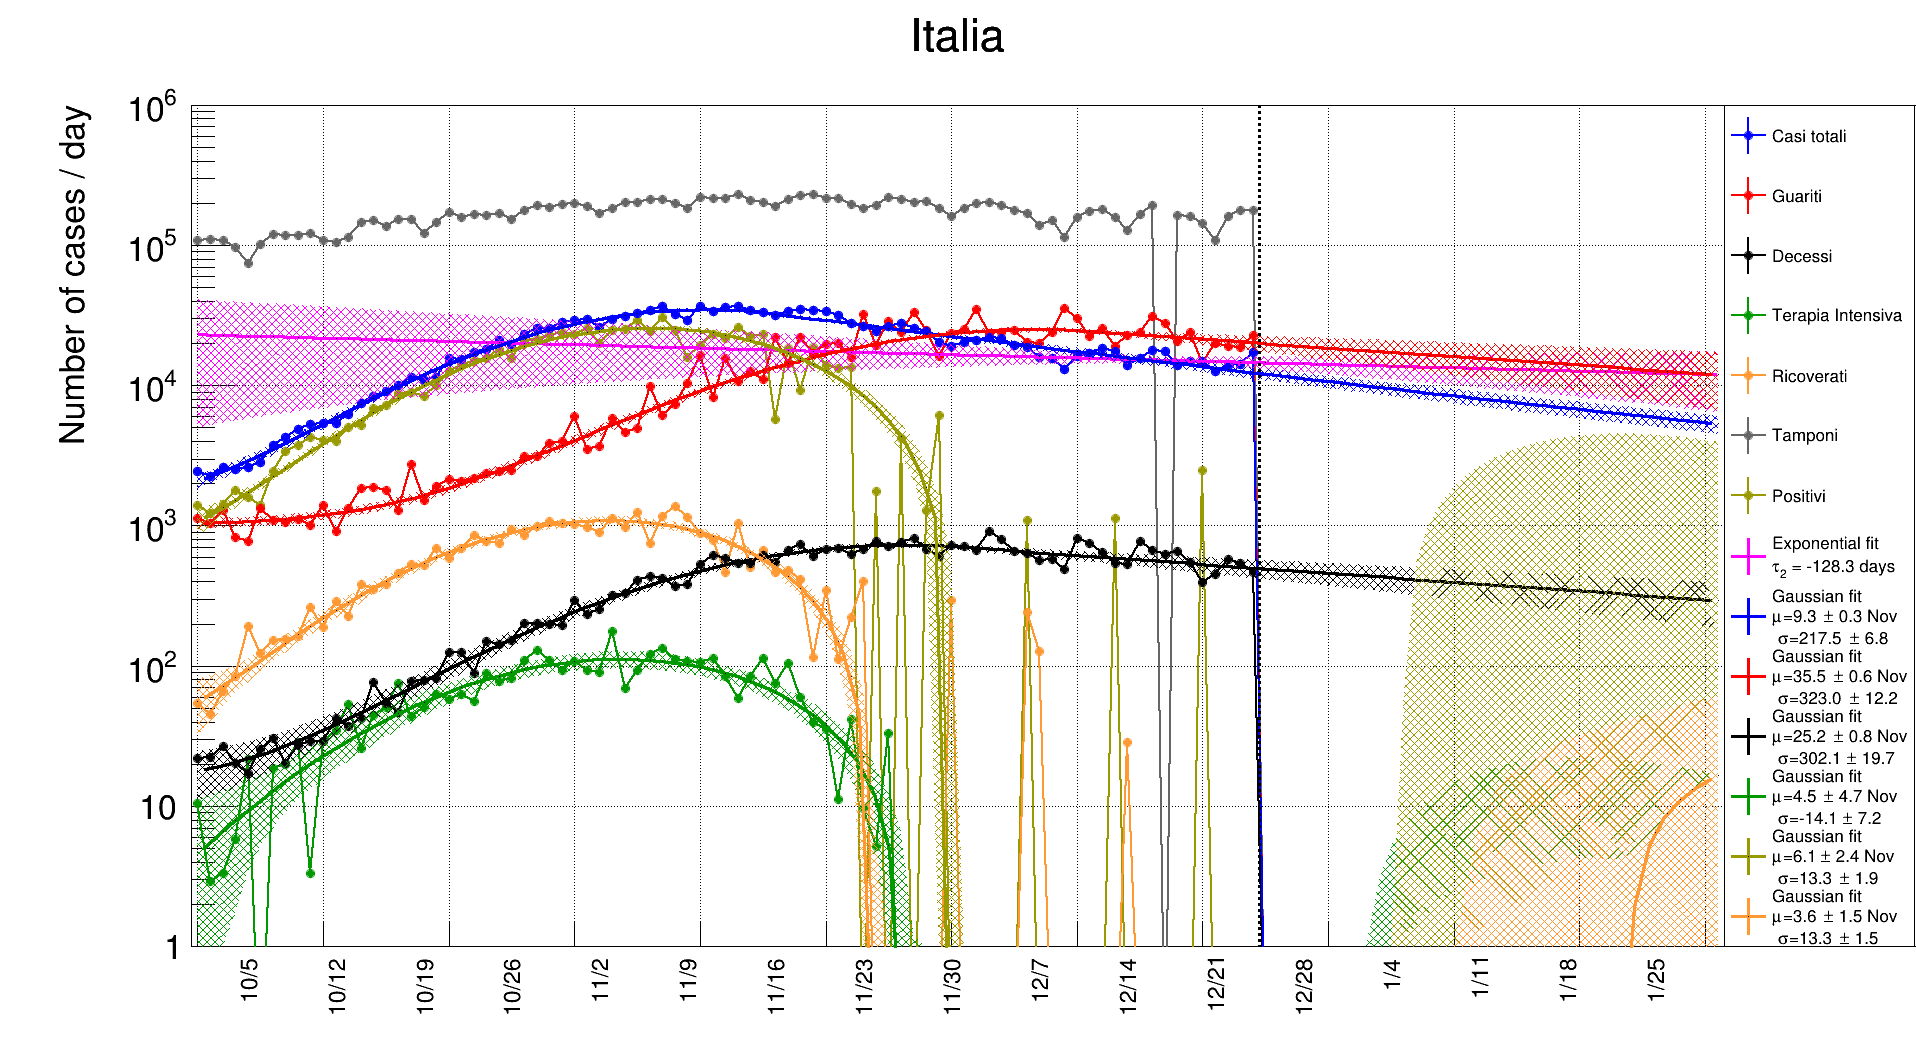 Italia
Number of cases / day
10^6
10^5
10^4
10^3
10^2
10
1
10/5
10/12
10/19
10/26
11/2
11/9
11/16
11/23
11/30
12/7
12/14
12/21
12/28
1/4
1/11
1/18
1/25
Casi totali
Guariti
Decessi
Terapia Intensiva
Ricoverati
Tamponi
Positivi
Exponential fit
τ₂ = -128.3 days
Gaussian fit
μ=9.3 ± 0.3 Nov
σ=217.5 ± 6.8
Gaussian fit
μ=35.5 ± 0.6 Nov
σ=323.0 ± 12.2
Gaussian fit
μ=25.2 ± 0.8 Nov
σ=302.1 ± 19.7
Gaussian fit
μ=4.5 ± 4.7 Nov
σ=-14.1 ± 7.2
Gaussian fit
μ=6.1 ± 2.4 Nov
σ=13.3 ± 1.9
Gaussian fit
μ=3.6 ± 1.5 Nov
σ=13.3 ± 1.5